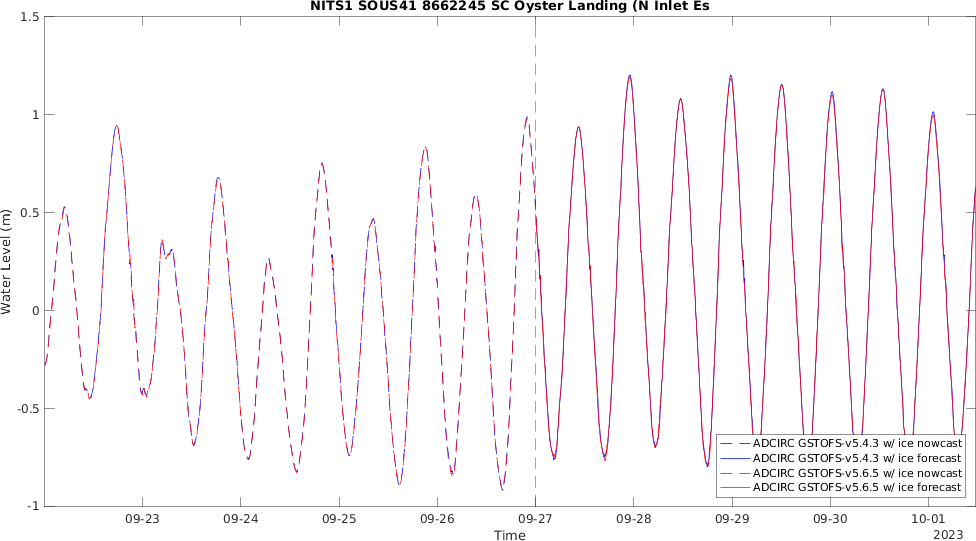 NITS1 SOUS41 8662245 SC Oyster Landing (N Inlet Es
1.5
1
0.5
0
-0.5
-1
Water Level (m)
09-23 09-24 09-25 09-26 09-27 09-28 09-29 09-30 10-01
Time
2023
ADCIRC GSTOFS-v5.4.3 w/ ice nowcast
ADCIRC GSTOFS-v5.4.3 w/ ice forecast
ADCIRC GSTOFS-v5.6.5 w/ ice nowcast
ADCIRC GSTOFS-v5.6.5 w/ ice forecast